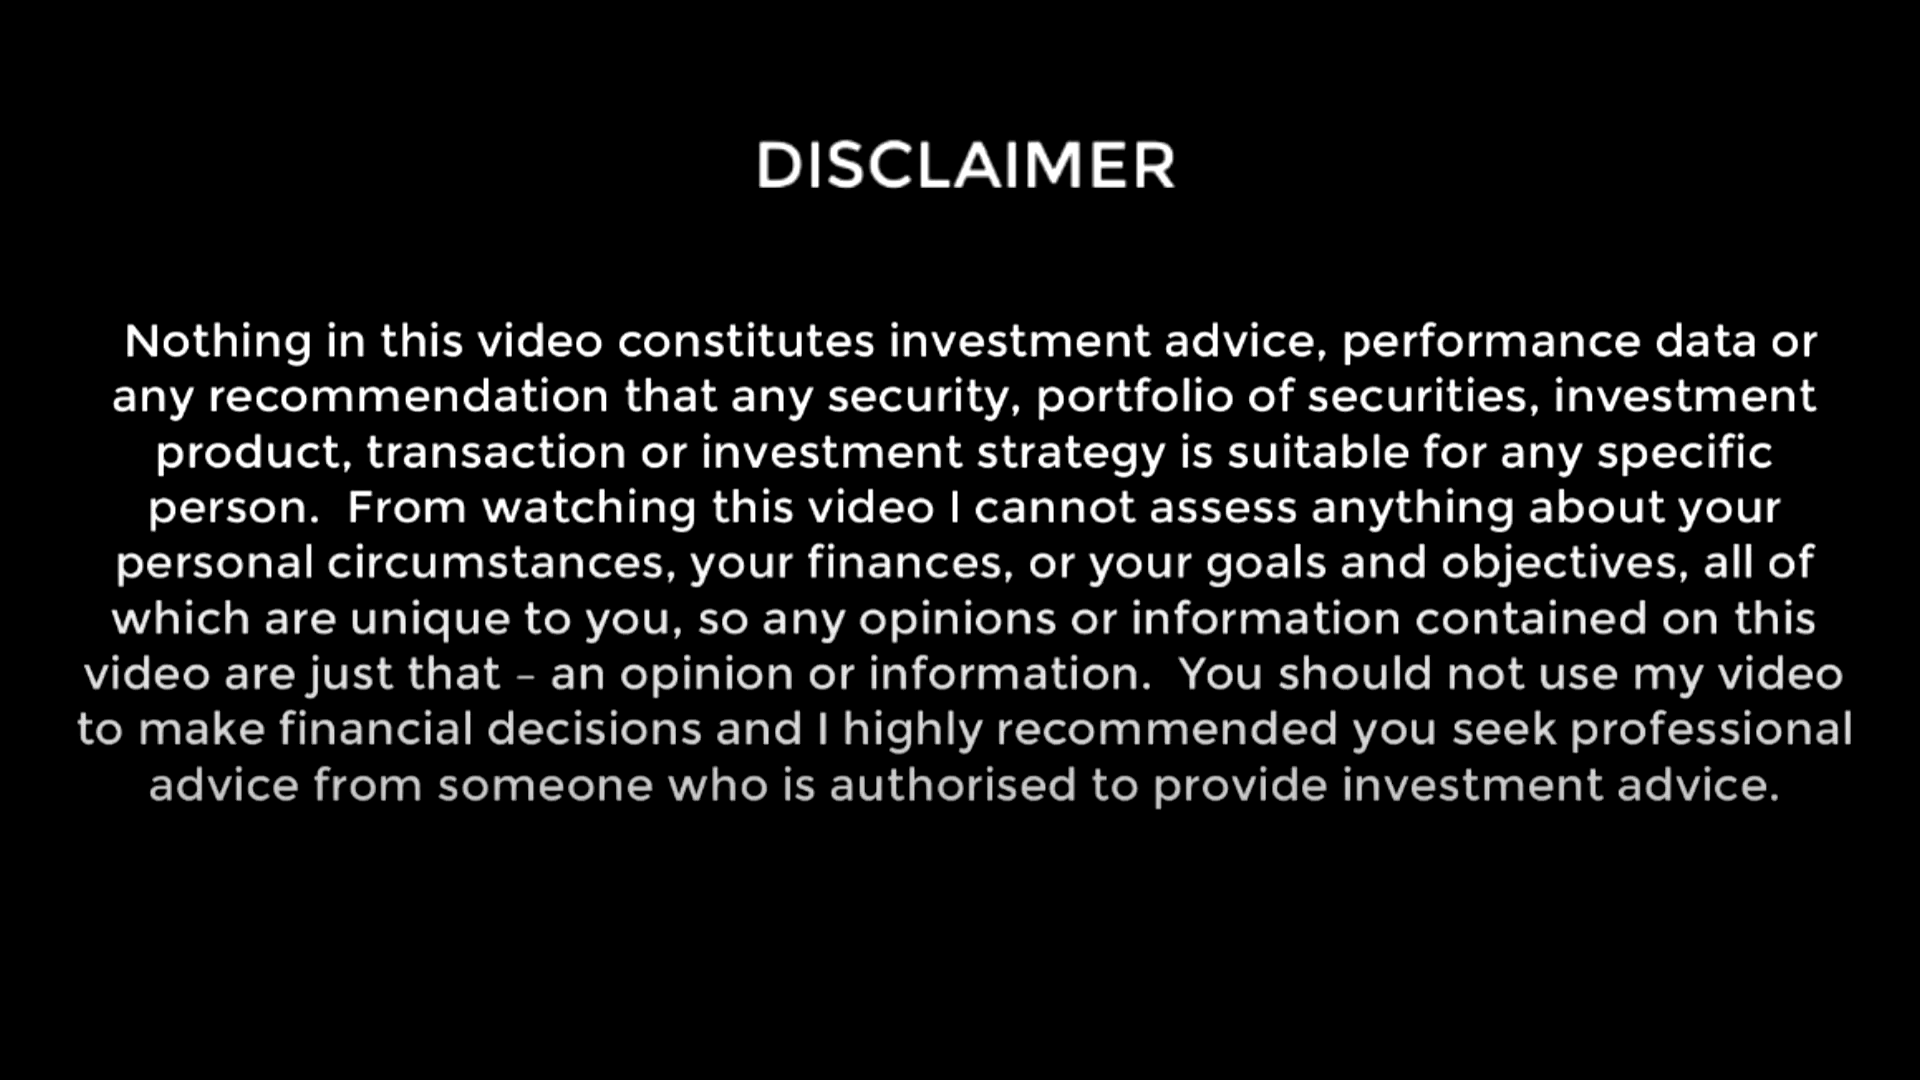 DISCLAIMER
Nothing in this video constitutes investment advice, performance data or
any recommendation that any security, portfolio of securities, investment
product, transaction or investment strategy is suitable for any specific
person.  From watching this video I cannot assess anything about your
personal circumstances, your finances, or your goals and objectives, all of
which are unique to you, so any opinions or information contained on this
video are just that – an opinion or information.  You should not use my video
to make financial decisions and I highly recommended you seek professional
advice from someone who is authorised to provide investment advice.